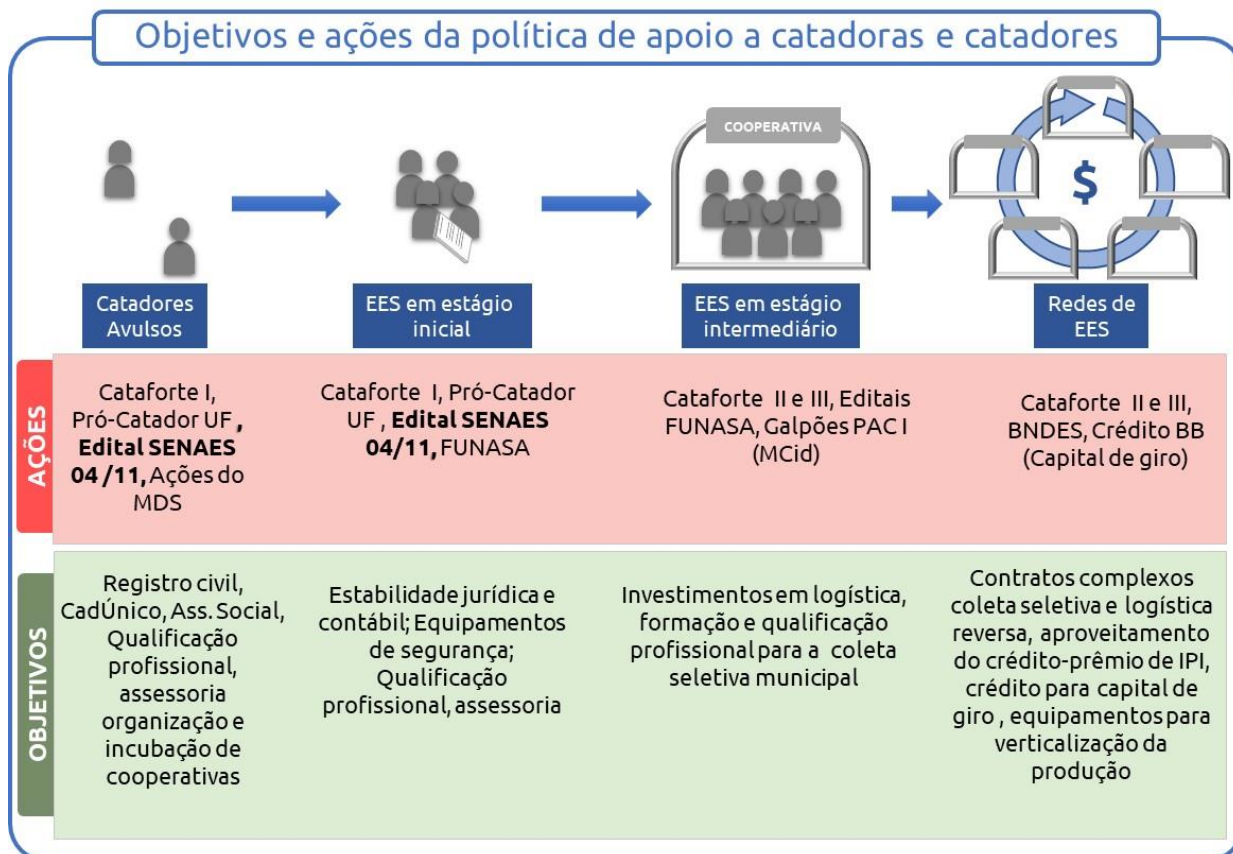 Objetivos e ações da política de apoio a catadoras e catadores
COOPERATIVA
$
Catadores
Avulsos
EES em estágio
inicial
EES em estágio
intermediário
Redes de
EES
AÇÕES
Cataforte I,
Pró-Catador UF ,
Edital SENAES
04 /11, Ações do
MDS
Cataforte I, Pró-Catador
UF , Edital SENAES
04/11, FUNASA
Cataforte II e III, Editais
FUNASA, Galpões PAC I
(MCid)
Cataforte II e III,
BNDES, Crédito BB
(Capital de giro)
OBJETIVOS
Registro civil,
CadÚnico, Ass. Social,
Qualificação
profissional,
assessoria
organização e
incubação de
cooperativas
Estabilidade jurídica e
contábil; Equipamentos
de segurança;
Qualificação
profissional, assessoria
Investimentos em logística,
formação e qualificação
profissional para a coleta
seletiva municipal
Contratos complexos
coleta seletiva e logística
reversa, aproveitamento
do crédito-prêmio de IPI,
crédito para capital de
giro , equipamentos para
verticalização da
produção